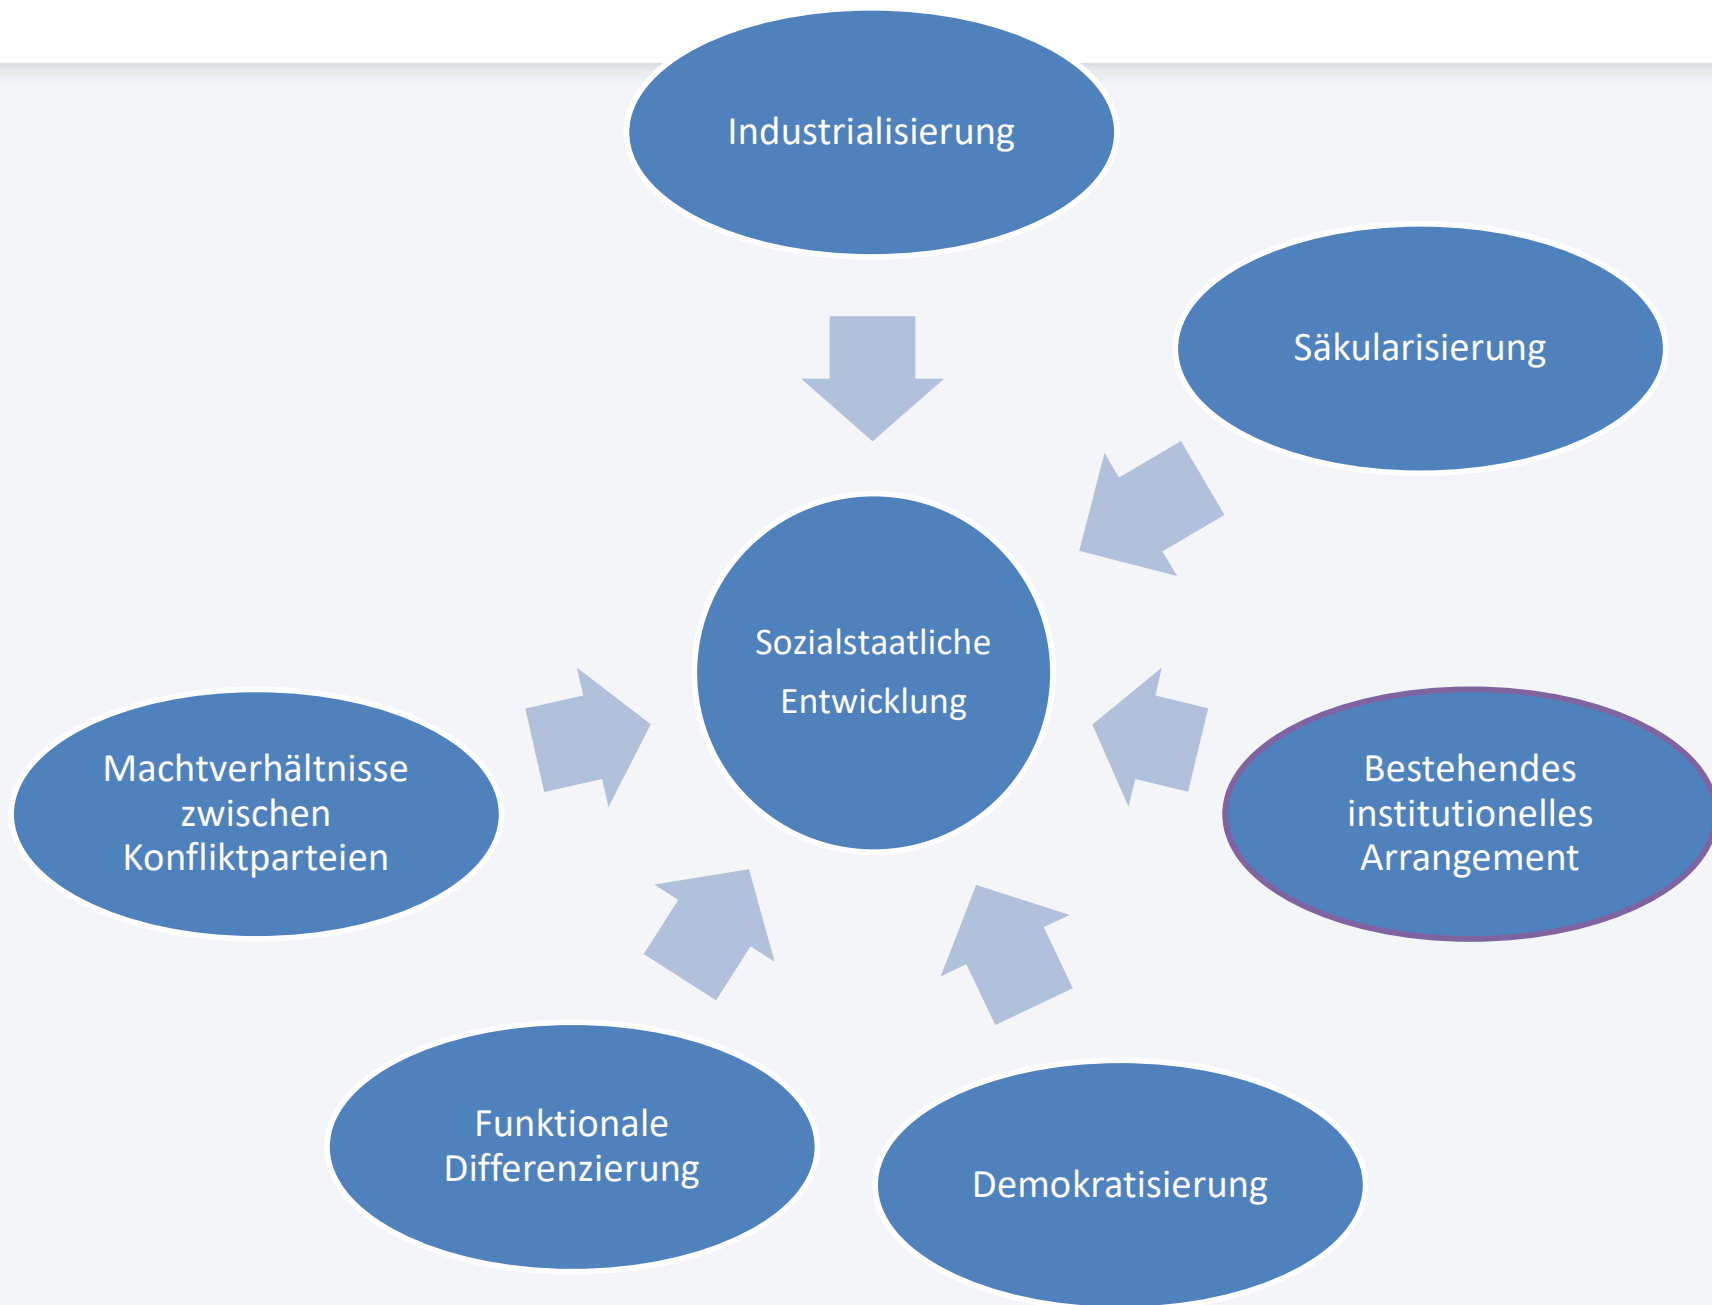 Industrialisierung
Säkularisierung
Sozialstaatliche
Entwicklung
Bestehendes
institutionelles
Arrangement
Machtverhältnisse
zwischen
Konfliktparteien
Funktionale
Differenzierung
Demokratisierung